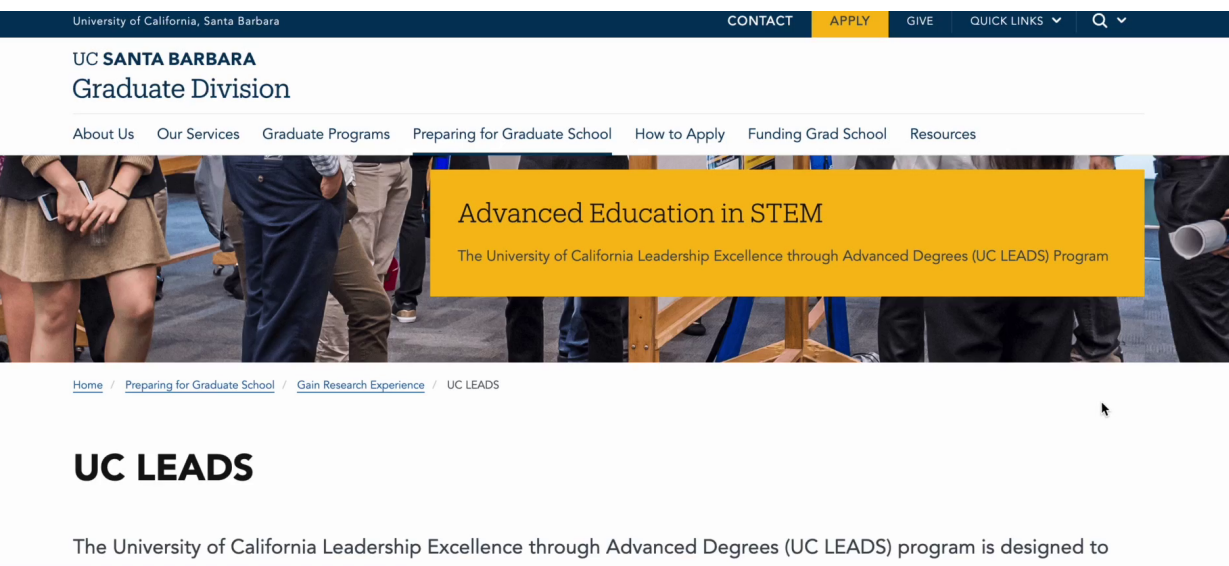 University of California, Santa Barbara
CONTACT APPLY GIVE QUICK LINKS
UC SANTA BARBARA
Graduate Division
About Us Our Services Graduate Programs Preparing for Graduate School How to Apply Funding Grad School Resources
Advanced Education in STEM
The University of California Leadership Excellence through Advanced Degrees (UC LEADS) Program
Home / Preparing for Graduate School / Gain Research Experience / UC LEADS
UC LEADS
The University of California Leadership Excellence through Advanced Degrees (UC LEADS) program is designed to